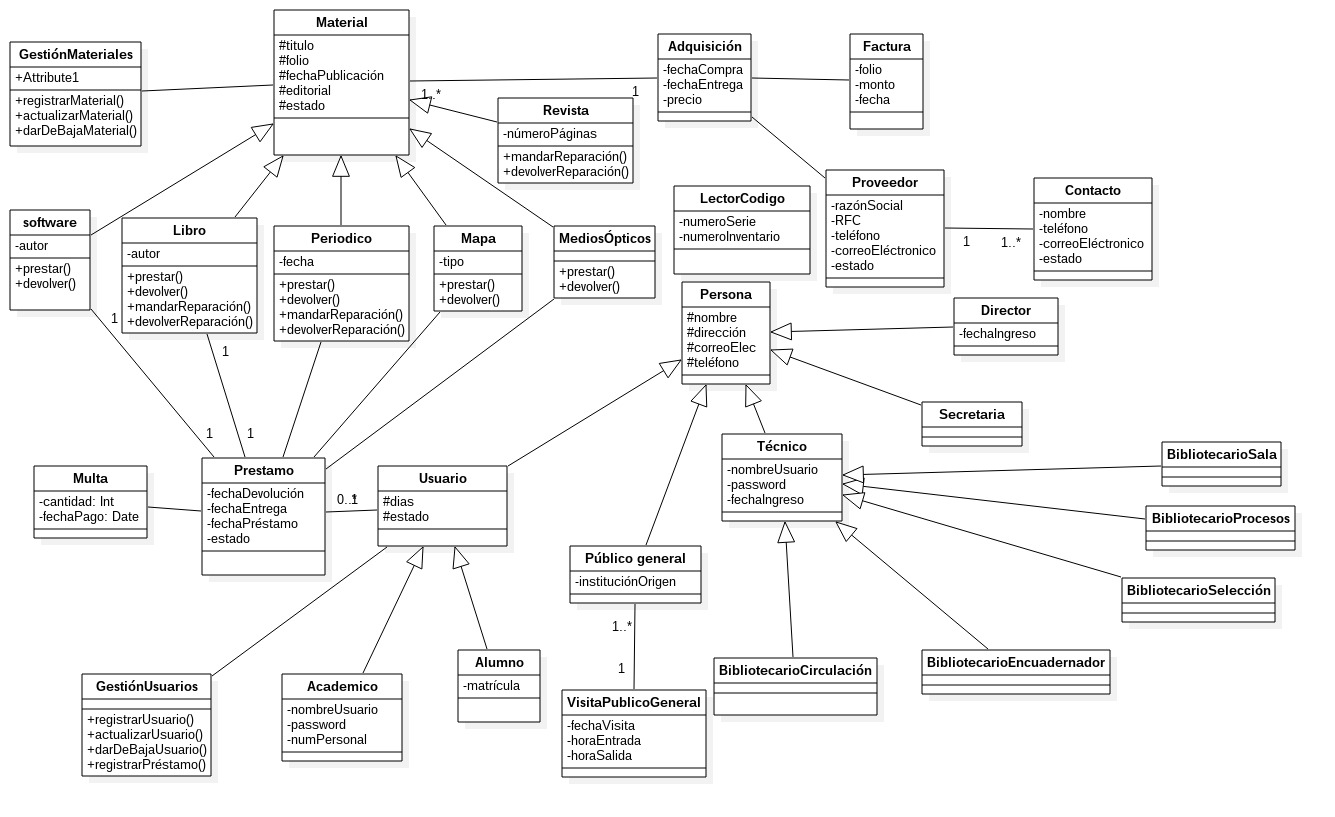 Material
#titulo
#folio
#fechaPublicación
#editorial
#estado
GestiónMateriales
+Attribute1
+registrarMaterial()
+actualizarMaterial()
+darDeBajaMaterial()
Adquisición
-fechaCompra
-fechaEntrega
-precio
Factura
-folio
-monto
-fecha
1..*
1
Revista
-númeroPáginas
+mandarReparación()
+devolverReparación()
LectorCodigo
-numeroSerie
-numeroInventario
Proveedor
-razónSocial
-RFC
-teléfono
-correoEléctronico
-estado
1
1..*
Contacto
-nombre
-teléfono
-correoEléctronico
-estado
software
-autor
+prestar()
+devolver()
Libro
-autor
+prestar()
+devolver()
+mandarReparación()
+devolverReparación()
Periodico
-fecha
+prestar()
+devolver()
+mandarReparación()
+devolverReparación()
Mapa
-tipo
+prestar()
+devolver()
MediosÓpticos
+prestar()
+devolver()
Persona
#nombre
#dirección
#correoElec
#teléfono
Director
-fechaIngreso
1
1
1
1
Secretaria
Técnico
-nombreUsuario
-password
-fechaIngreso
BibliotecarioSala
BibliotecarioProcesos
BibliotecarioSelección
BibliotecarioEncuadernador
BibliotecarioCirculación
Multa
-cantidad: Int
-fechaPago: Date
Prestamo
-fechaDevolución
-fechaEntrega
-fechaPréstamo
-estado
0..*
1
Usuario
#dias
#estado
Público general
-instituciónOrigen
1..*
1
VisitaPublicoGeneral
-fechaVisita
-horaEntrada
-horaSalida
GestiónUsuarios
+registrarUsuario()
+actualizarUsuario()
+darDeBajaUsuario()
+registrarPréstamo()
Academico
-nombreUsuario
-password
-numPersonal
Alumno
-matrícula